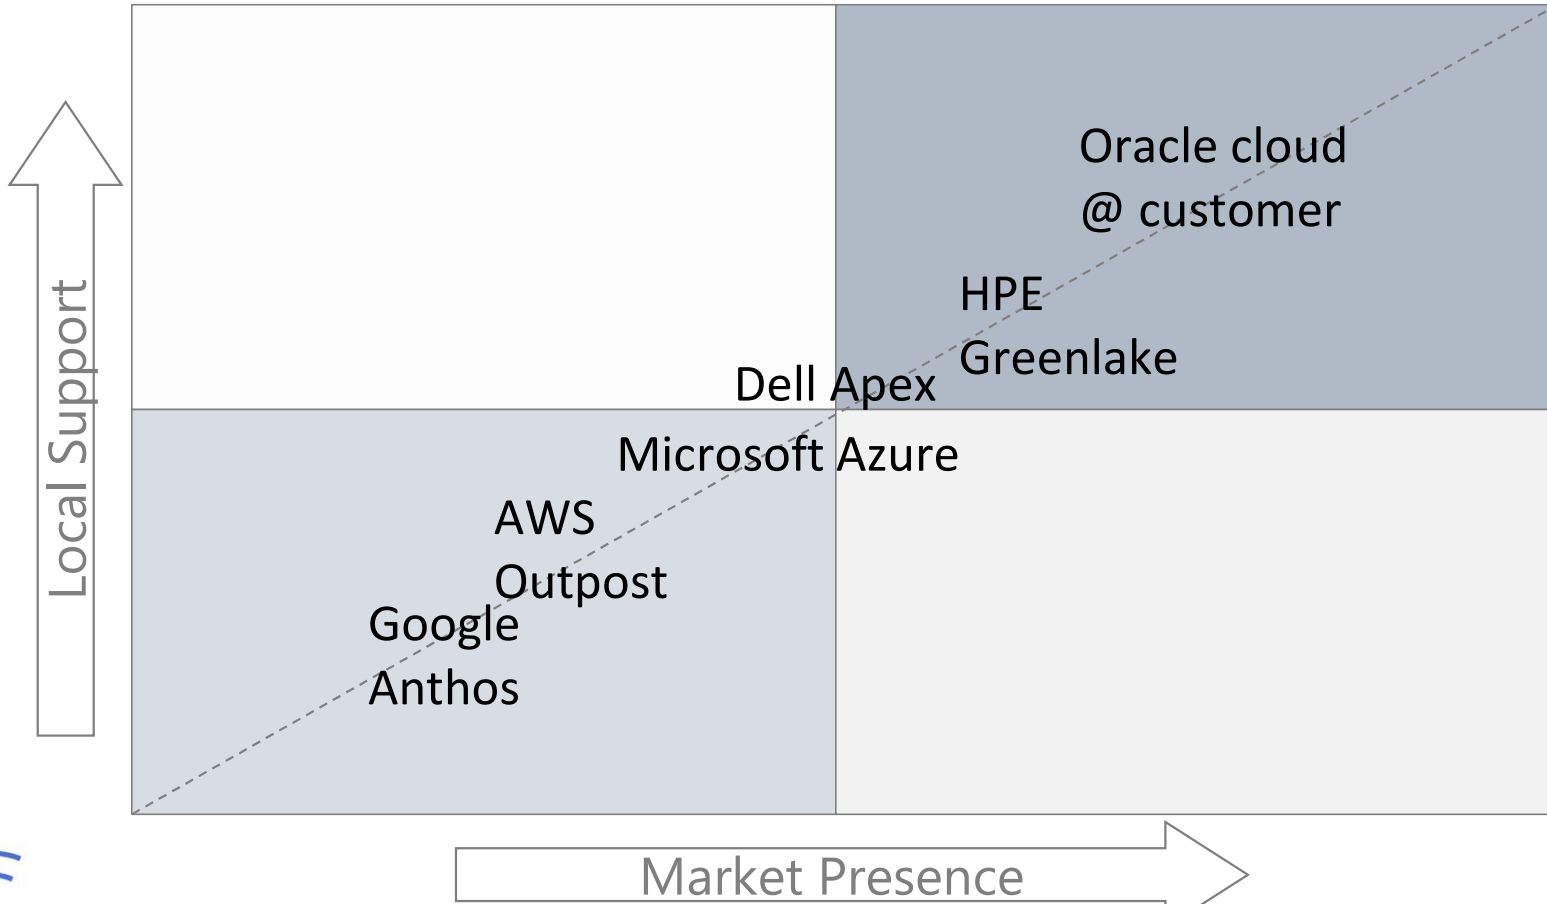 Oracle cloud
@ customer
HPE
Greenlake
Dell Apex
Microsoft Azure
AWS
Outpost
Google
Anthos
Local Support
Market Presence